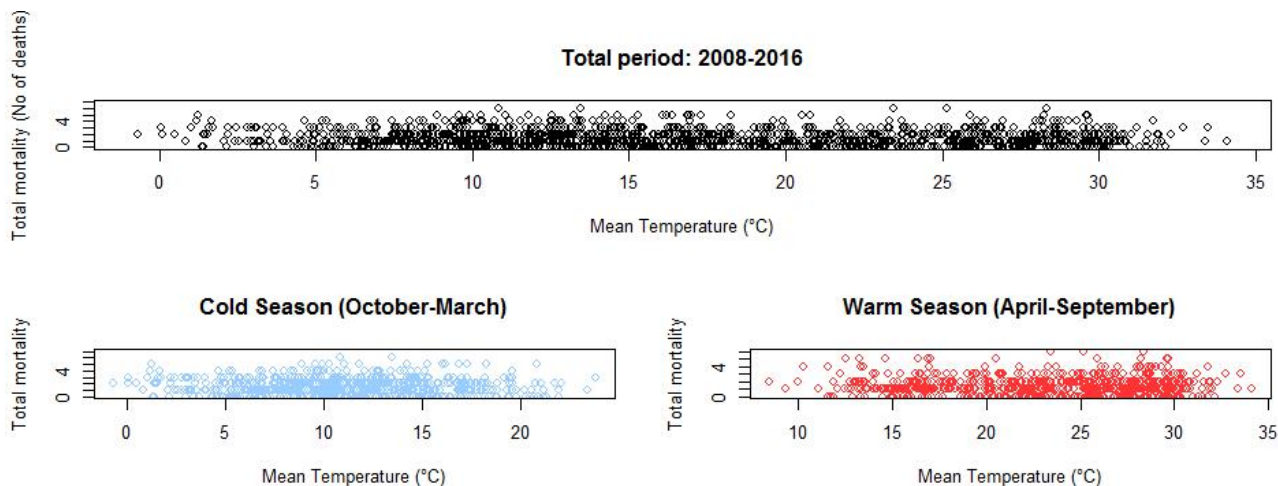 Total period: 2008-2016
Total mortality (No of deaths)
0 4
0 5 10 15 20 25 30 35
Mean Temperature (°C)
Cold Season (October-March)
Total mortality
0 4
0 5 10 15 20
Mean Temperature (°C)
Warm Season (April-September)
Total mortality
0 4
10 15 20 25 30 35
Mean Temperature (°C)